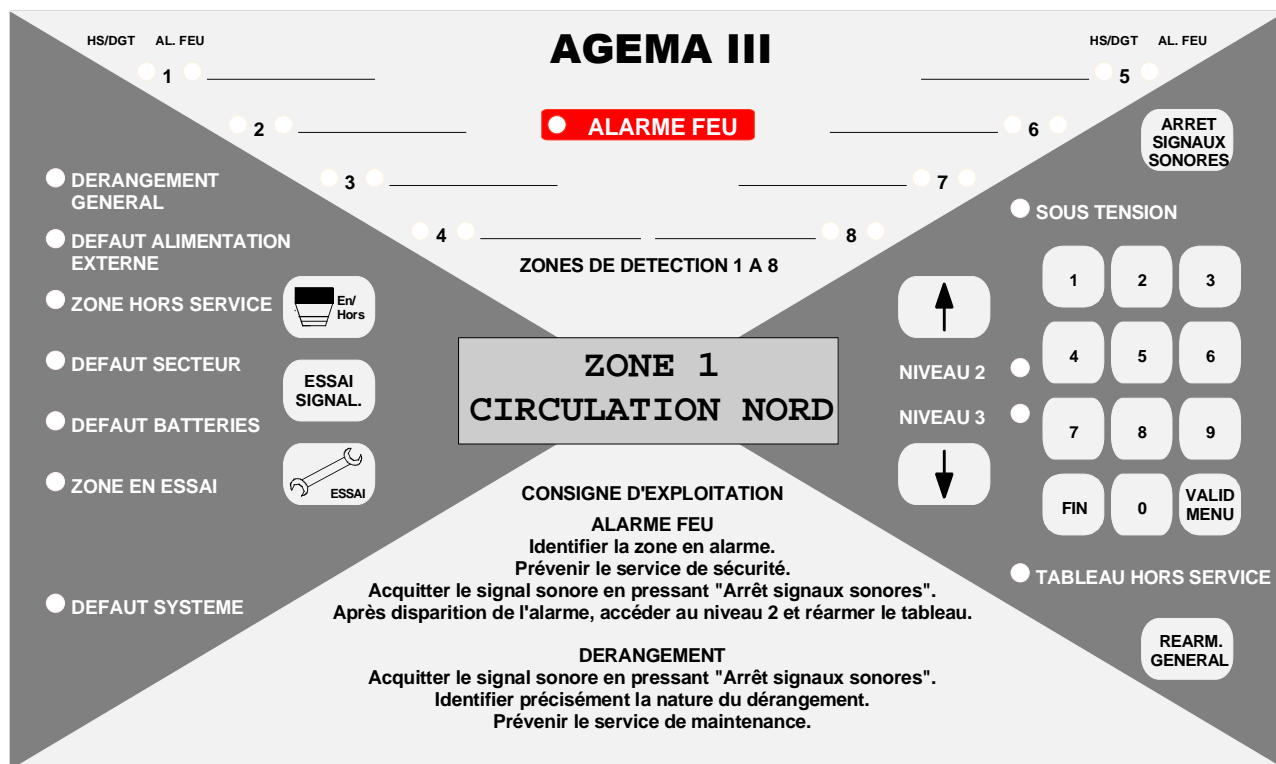 AGEMA III
HS/DGT AL. FEU
HS/DGT AL. FEU
1
5
2
ALARME FEU
6
3
7
4
8
ZONES DE DETECTION 1 A 8
DERANGEMENT
GENERAL
DEFAUT ALIMENTATION
EXTERNE
ZONE HORS SERVICE
En/
Hors
DEFAUT SECTEUR
ESSAI
SIGNAL.
DEFAUT BATTERIES
ZONE EN ESSAI
ESSAI
DEFAUT SYSTEME
ZONE 1
CIRCULATION NORD
ARRET
SIGNAUX
SONORES
SOUS TENSION
NIVEAU 2
NIVEAU 3
1 2 3
4 5 6
7 8 9
FIN 0 VALID
MENU
TABLEAU HORS SERVICE
REARM.
GENERAL
CONSIGNE D'EXPLOITATION
ALARME FEU
Identifier la zone en alarme.
Prévenir le service de sécurité.
Acquitter le signal sonore en pressant "Arrêt signaux sonores".
Après disparition de l'alarme, accéder au niveau 2 et réarmer le tableau.
DERANGEMENT
Acquitter le signal sonore en pressant "Arrêt signaux sonores".
Identifier précisément la nature du dérangement.
Prévenir le service de maintenance.